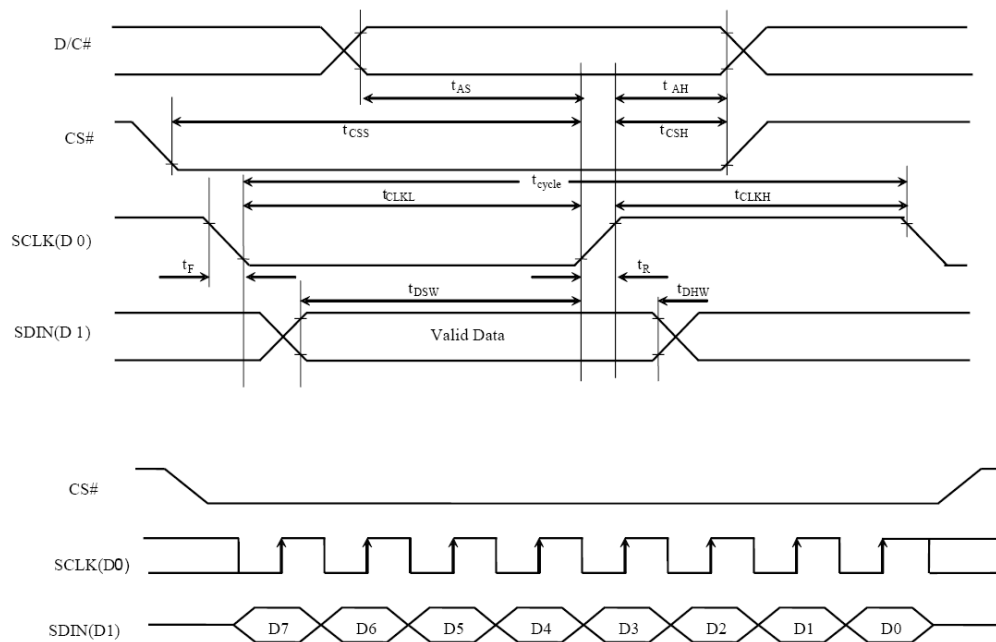 D/C#
tAS
t AH
CS#
tCSS
tCSH
tcycle
tCLKL
tCLKH
SCLK(D 0)
tF
tR
tDSW
tDHW
SDIN(D 1)
Valid Data
CS#
SCLK(D0)
SDIN(D1)
D7 D6 D5 D4 D3 D2 D1 D0